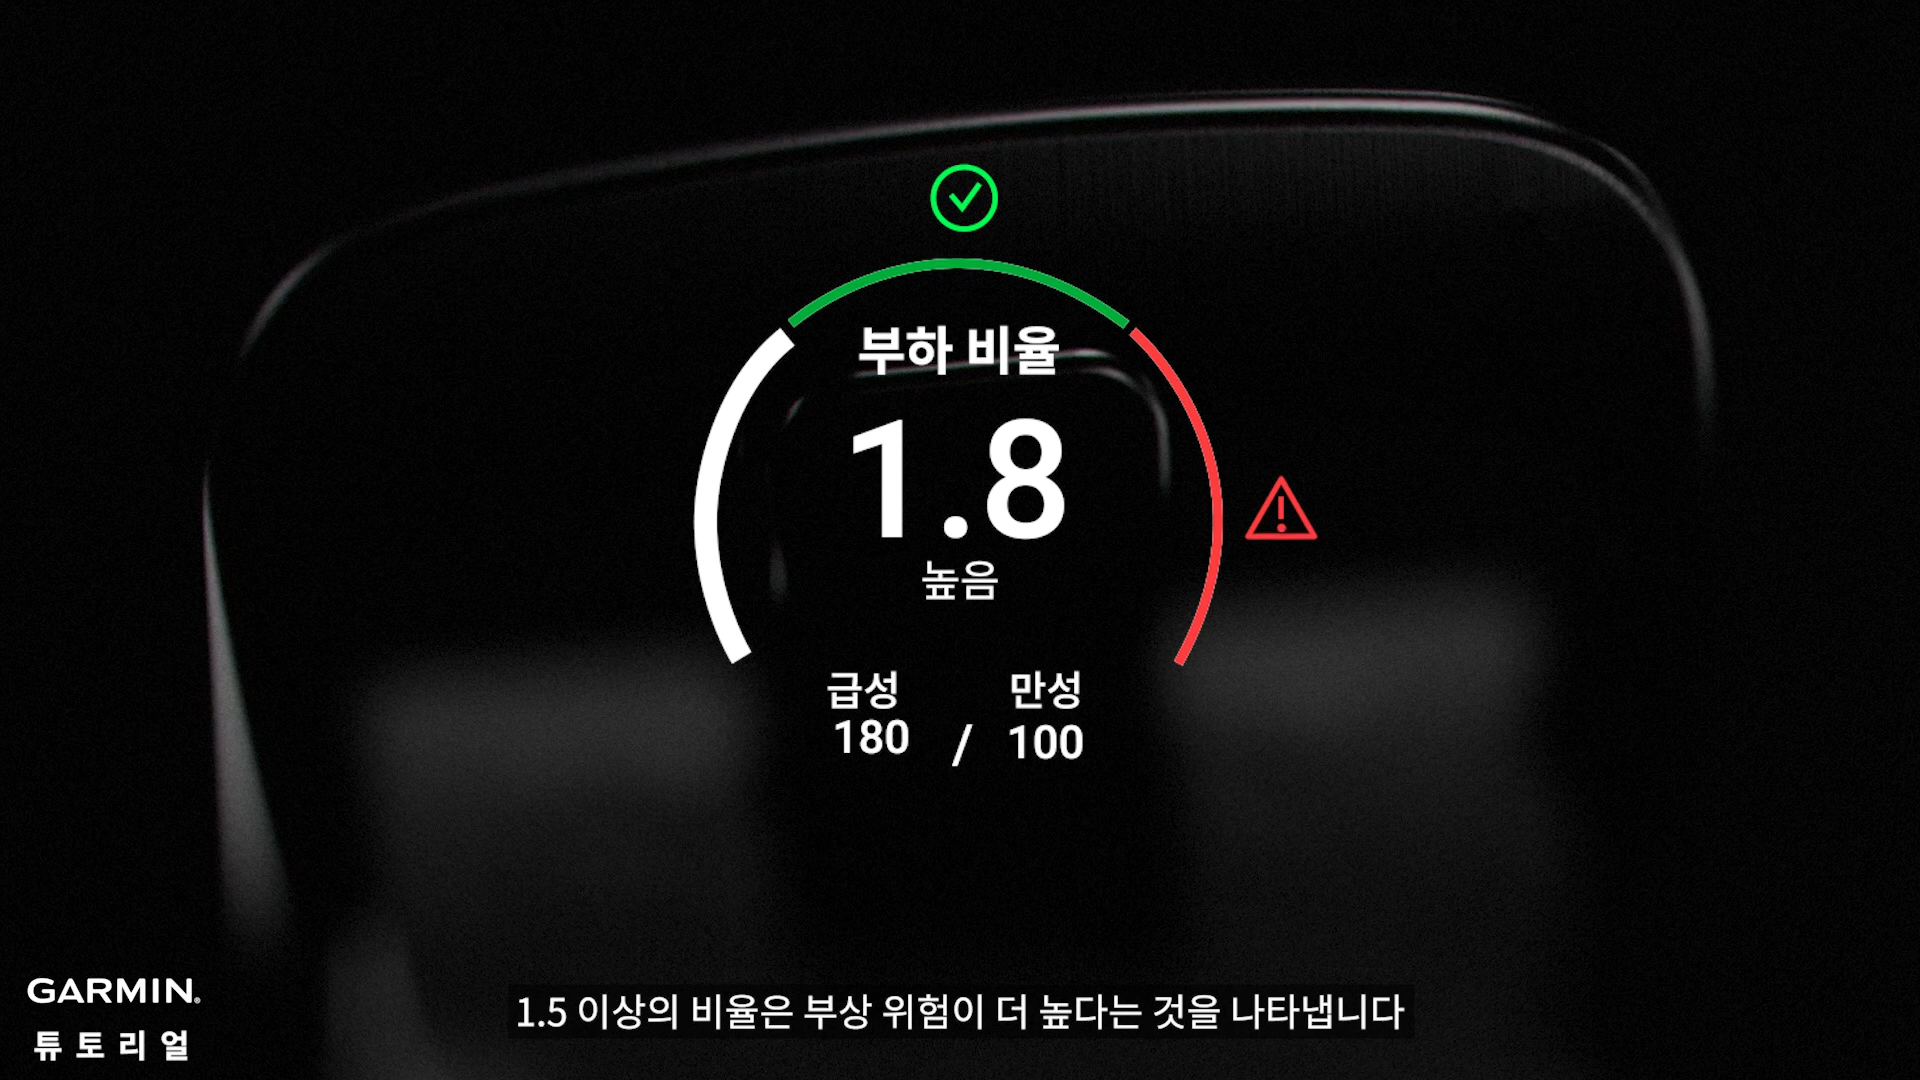 부하 비율
1.8
높음
급성 만성
180 / 100
GARMIN®
튜토리얼
1.5 이상의 비율은 부상 위험이 더 높다는 것을 나타냅니다